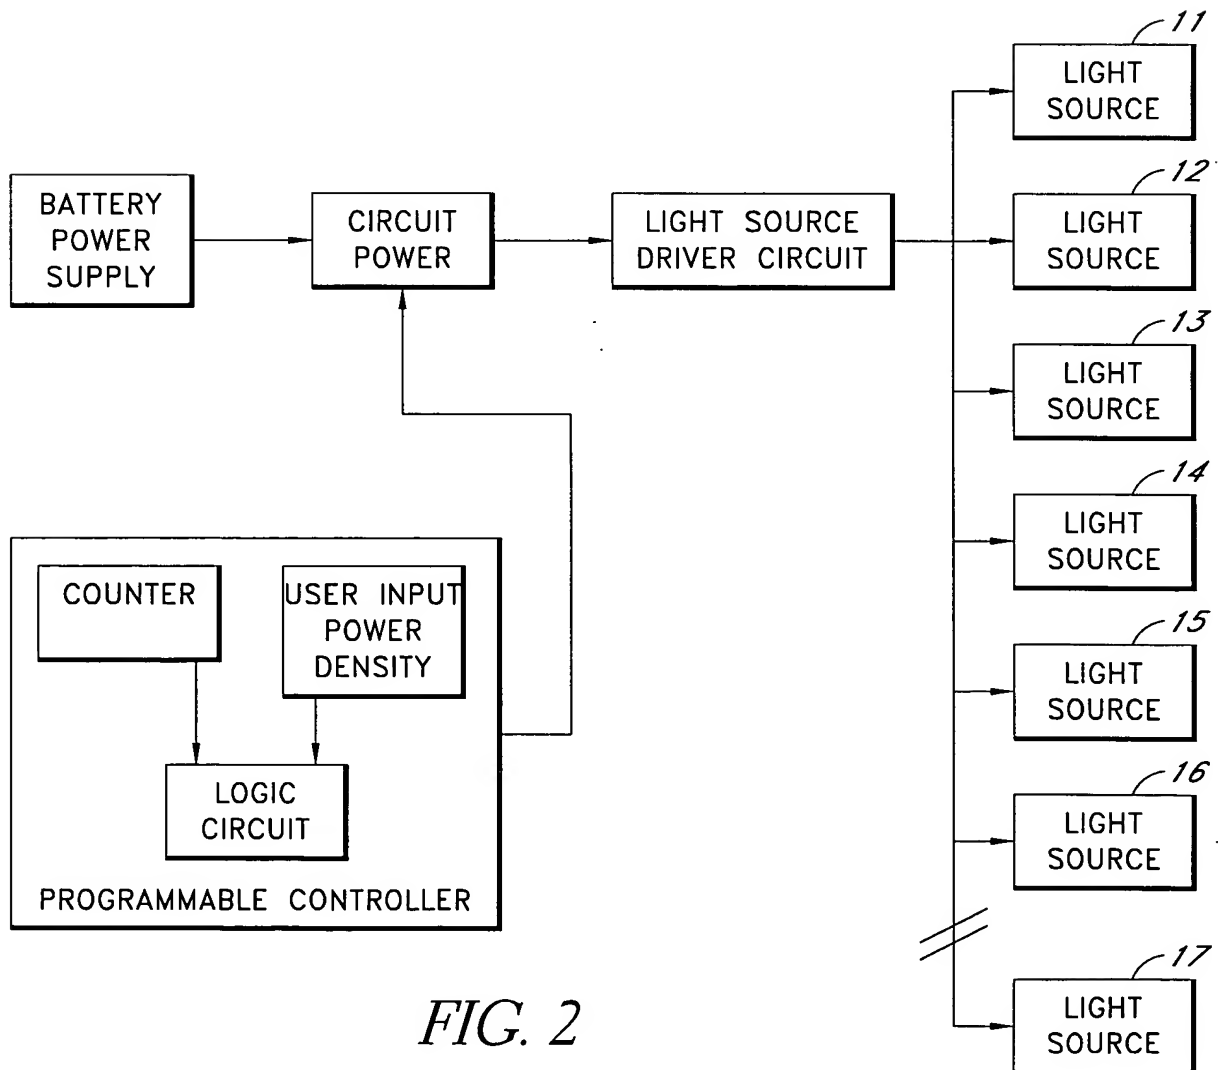 11
LIGHT
SOURCE
12
LIGHT
SOURCE
BATTERY
POWER
SUPPLY
CIRCUIT
POWER
LIGHT SOURCE
DRIVER CIRCUIT
13
LIGHT
SOURCE
14
LIGHT
SOURCE
COUNTER
USER INPUT
POWER
DENSITY
LOGIC
CIRCUIT
PROGRAMMABLE CONTROLLER
15
LIGHT
SOURCE
16
LIGHT
SOURCE
17
LIGHT
SOURCE
FIG. 2